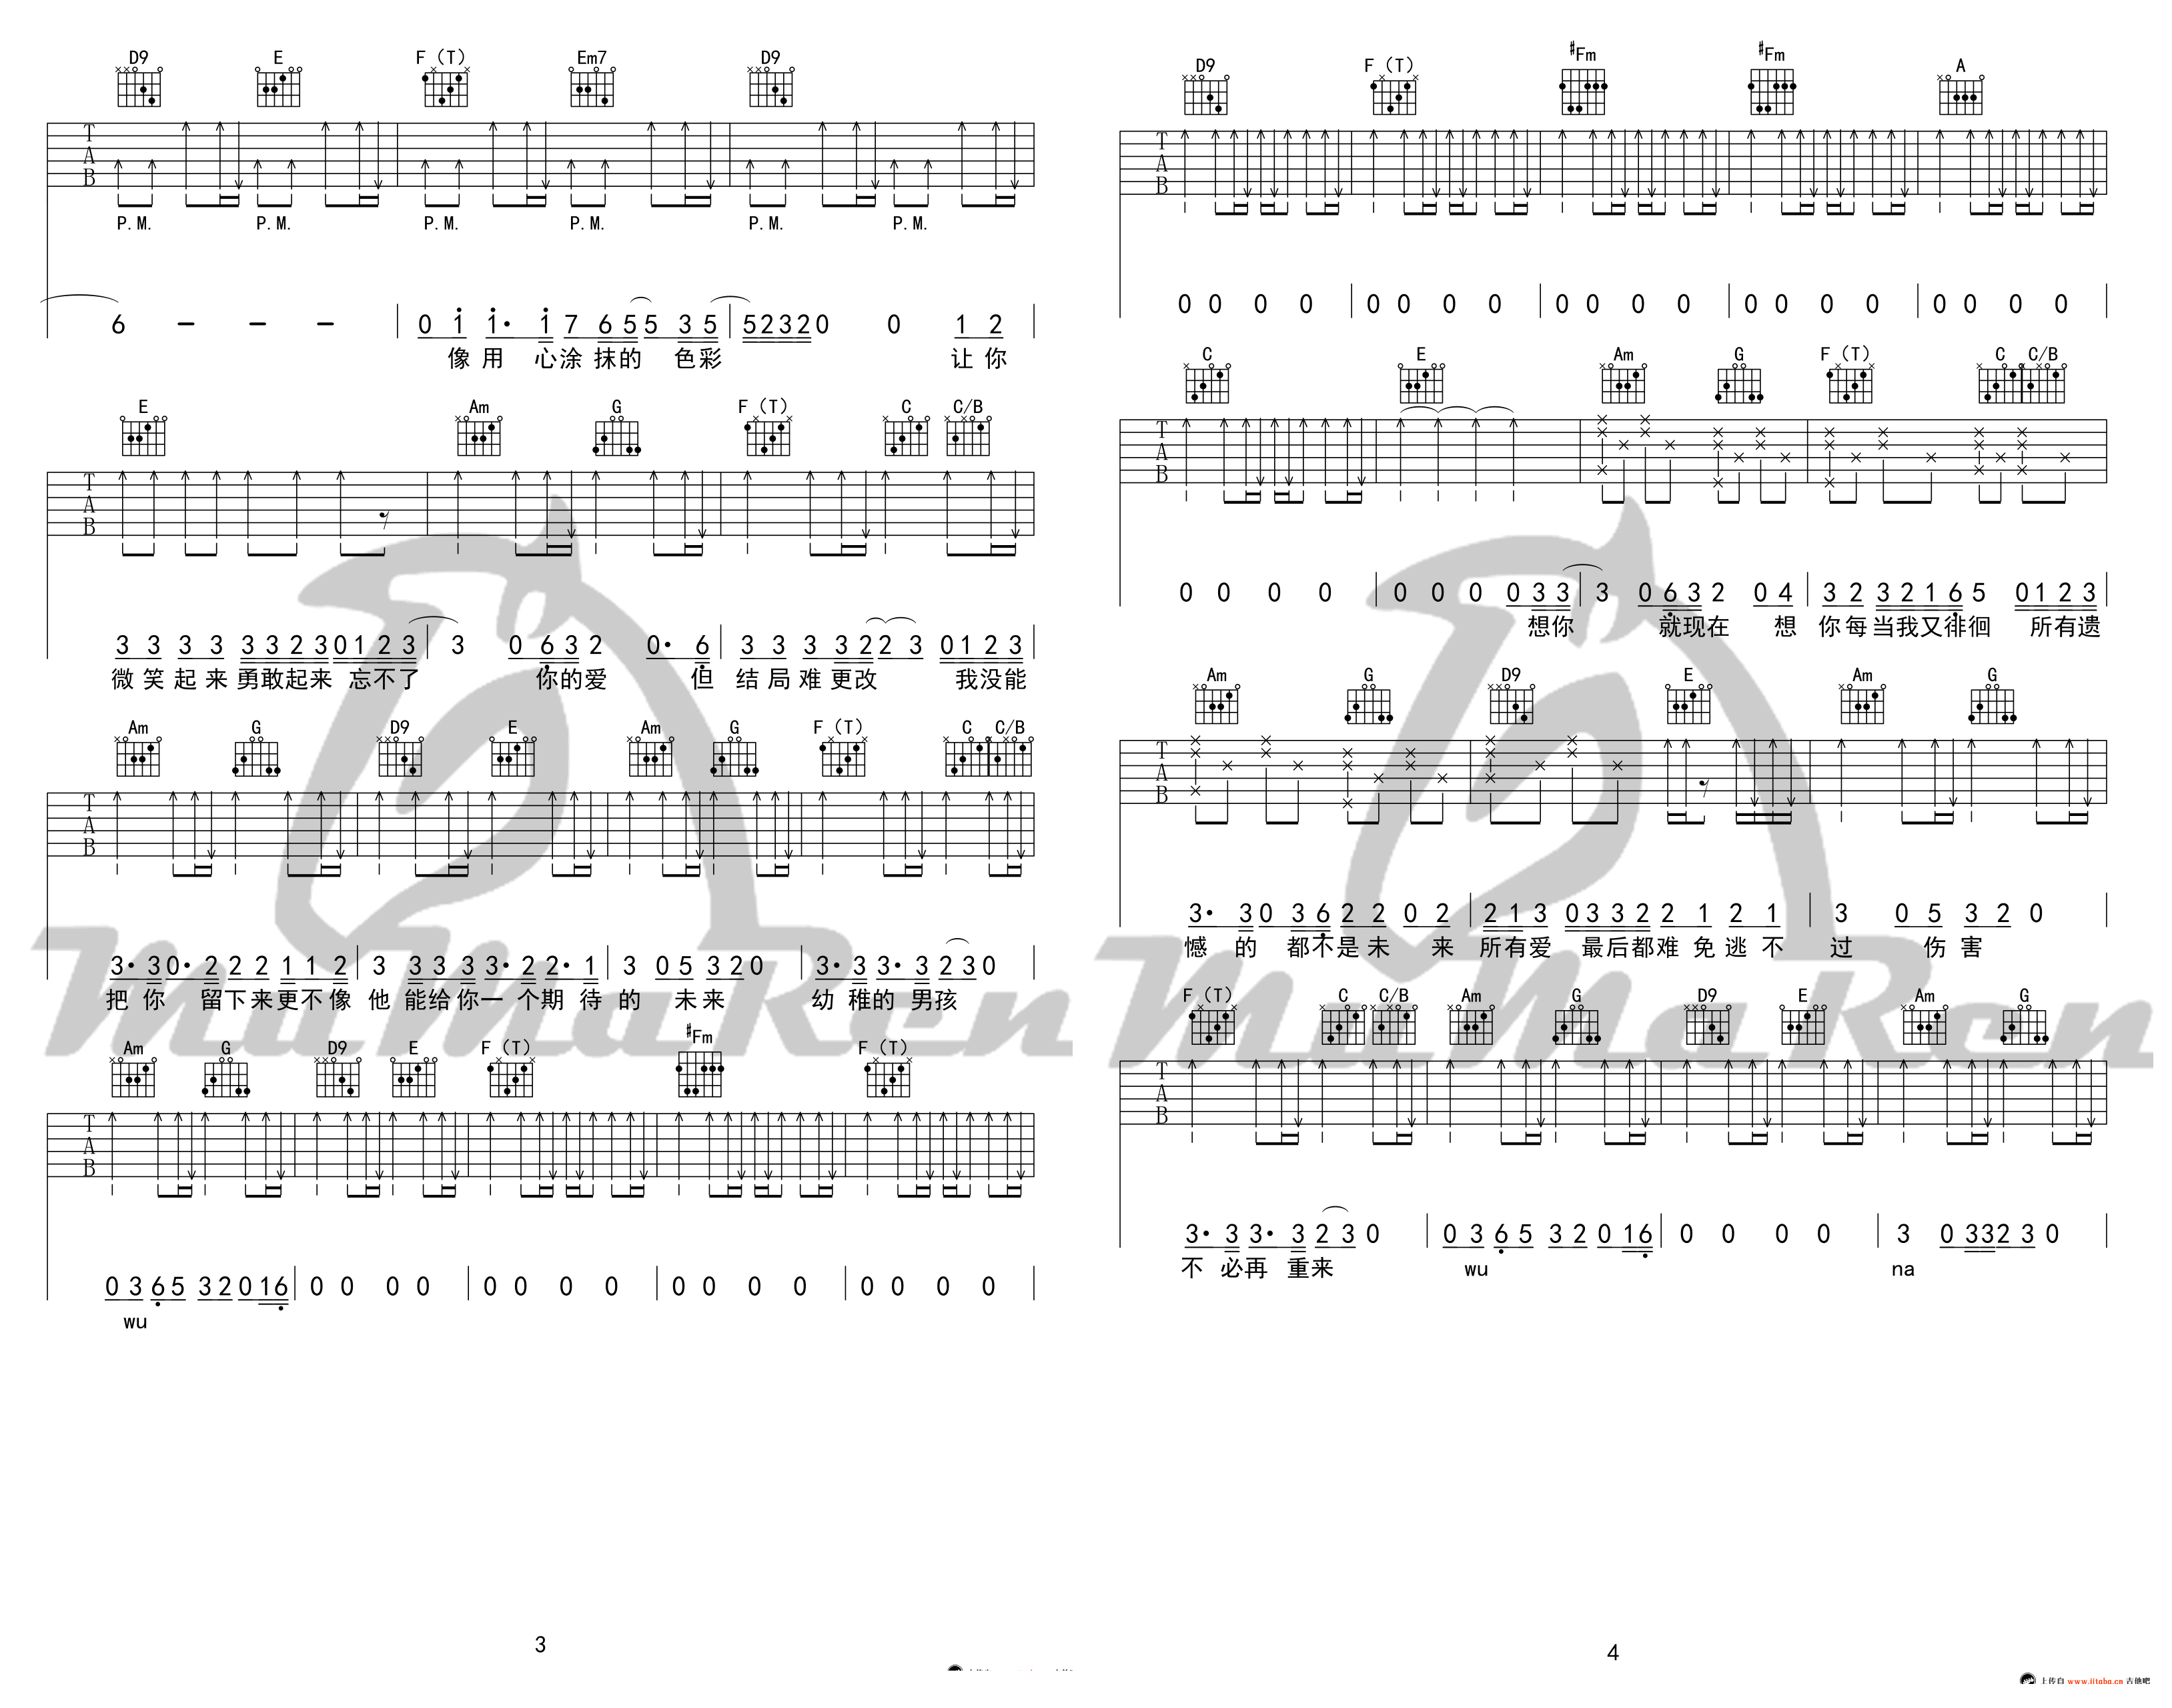 D9 E F(T) Em7 D9
T A B
P.M. P.M. P.M. P.M. P.M. P.M.
6 - - - 0 1 1· 1 7 6 5 5 3 5 5 2 3 2 0 0 1 2
像用 心涂抹的 色彩 让你
E Am G F(T) C C/B
T A B
3 3 3 3 3 3 2 3 0 1 2 3 3 0 6 3 2 0· 6 3 3 3 3 2 2 3 0 1 2 3
微笑起来勇敢起来 忘不了 你的爱 但 结局难更改 我没能
Am G D9 E Am G F(T) C C/B
T A B
3· 3 0· 2 2 2 1 1 2 3 3 3 3 3· 2 2· 1 3 0 5 3 2 0 3· 3 3· 3 2 3 0
把你 留下来更不像 他 能给你一 个期 待 的 未来 幼稚的 男孩
MuMaRen
Am G D9 E F(T) #Fm F(T)
T A B
0 3 6 5 3 2 0 1 6 0 0 0 0 0 0 0 0 0 0 0 0 0 0 0 0
wu
3
D9 F(T) #Fm #Fm A
T A B
0 0 0 0 0 0 0 0 0 0 0 0 0 0 0 0 0 0 0 0
C E Am G F(T) C C/B
T A B
0 0 0 0 0 0 0 0 3 3 3 0 6 3 2 0 4 3 2 3 2 1 6 5 0 1 2 3
想你 就现在 想 你每当我又徘徊 所有遗
Am G D9 E Am G
T A B
3· 3 0 3 6 2 2 0 2 2 1 3 0 3 3 2 2 1 2 1 3 0 5 3 2 0
憾 的 都不是未 来 所有爱 最后都难 免 逃 不 过 伤 害
MuMaRen
F(T) C C/B Am G D9 E Am G
T A B
3· 3 3· 3 2 3 0 0 3 6 5 3 2 0 1 6 0 0 0 0 3 0 3 3 2 3 0
不 必再 重来 wu na
4
上传自 www.jitaba.cn 吉他吧